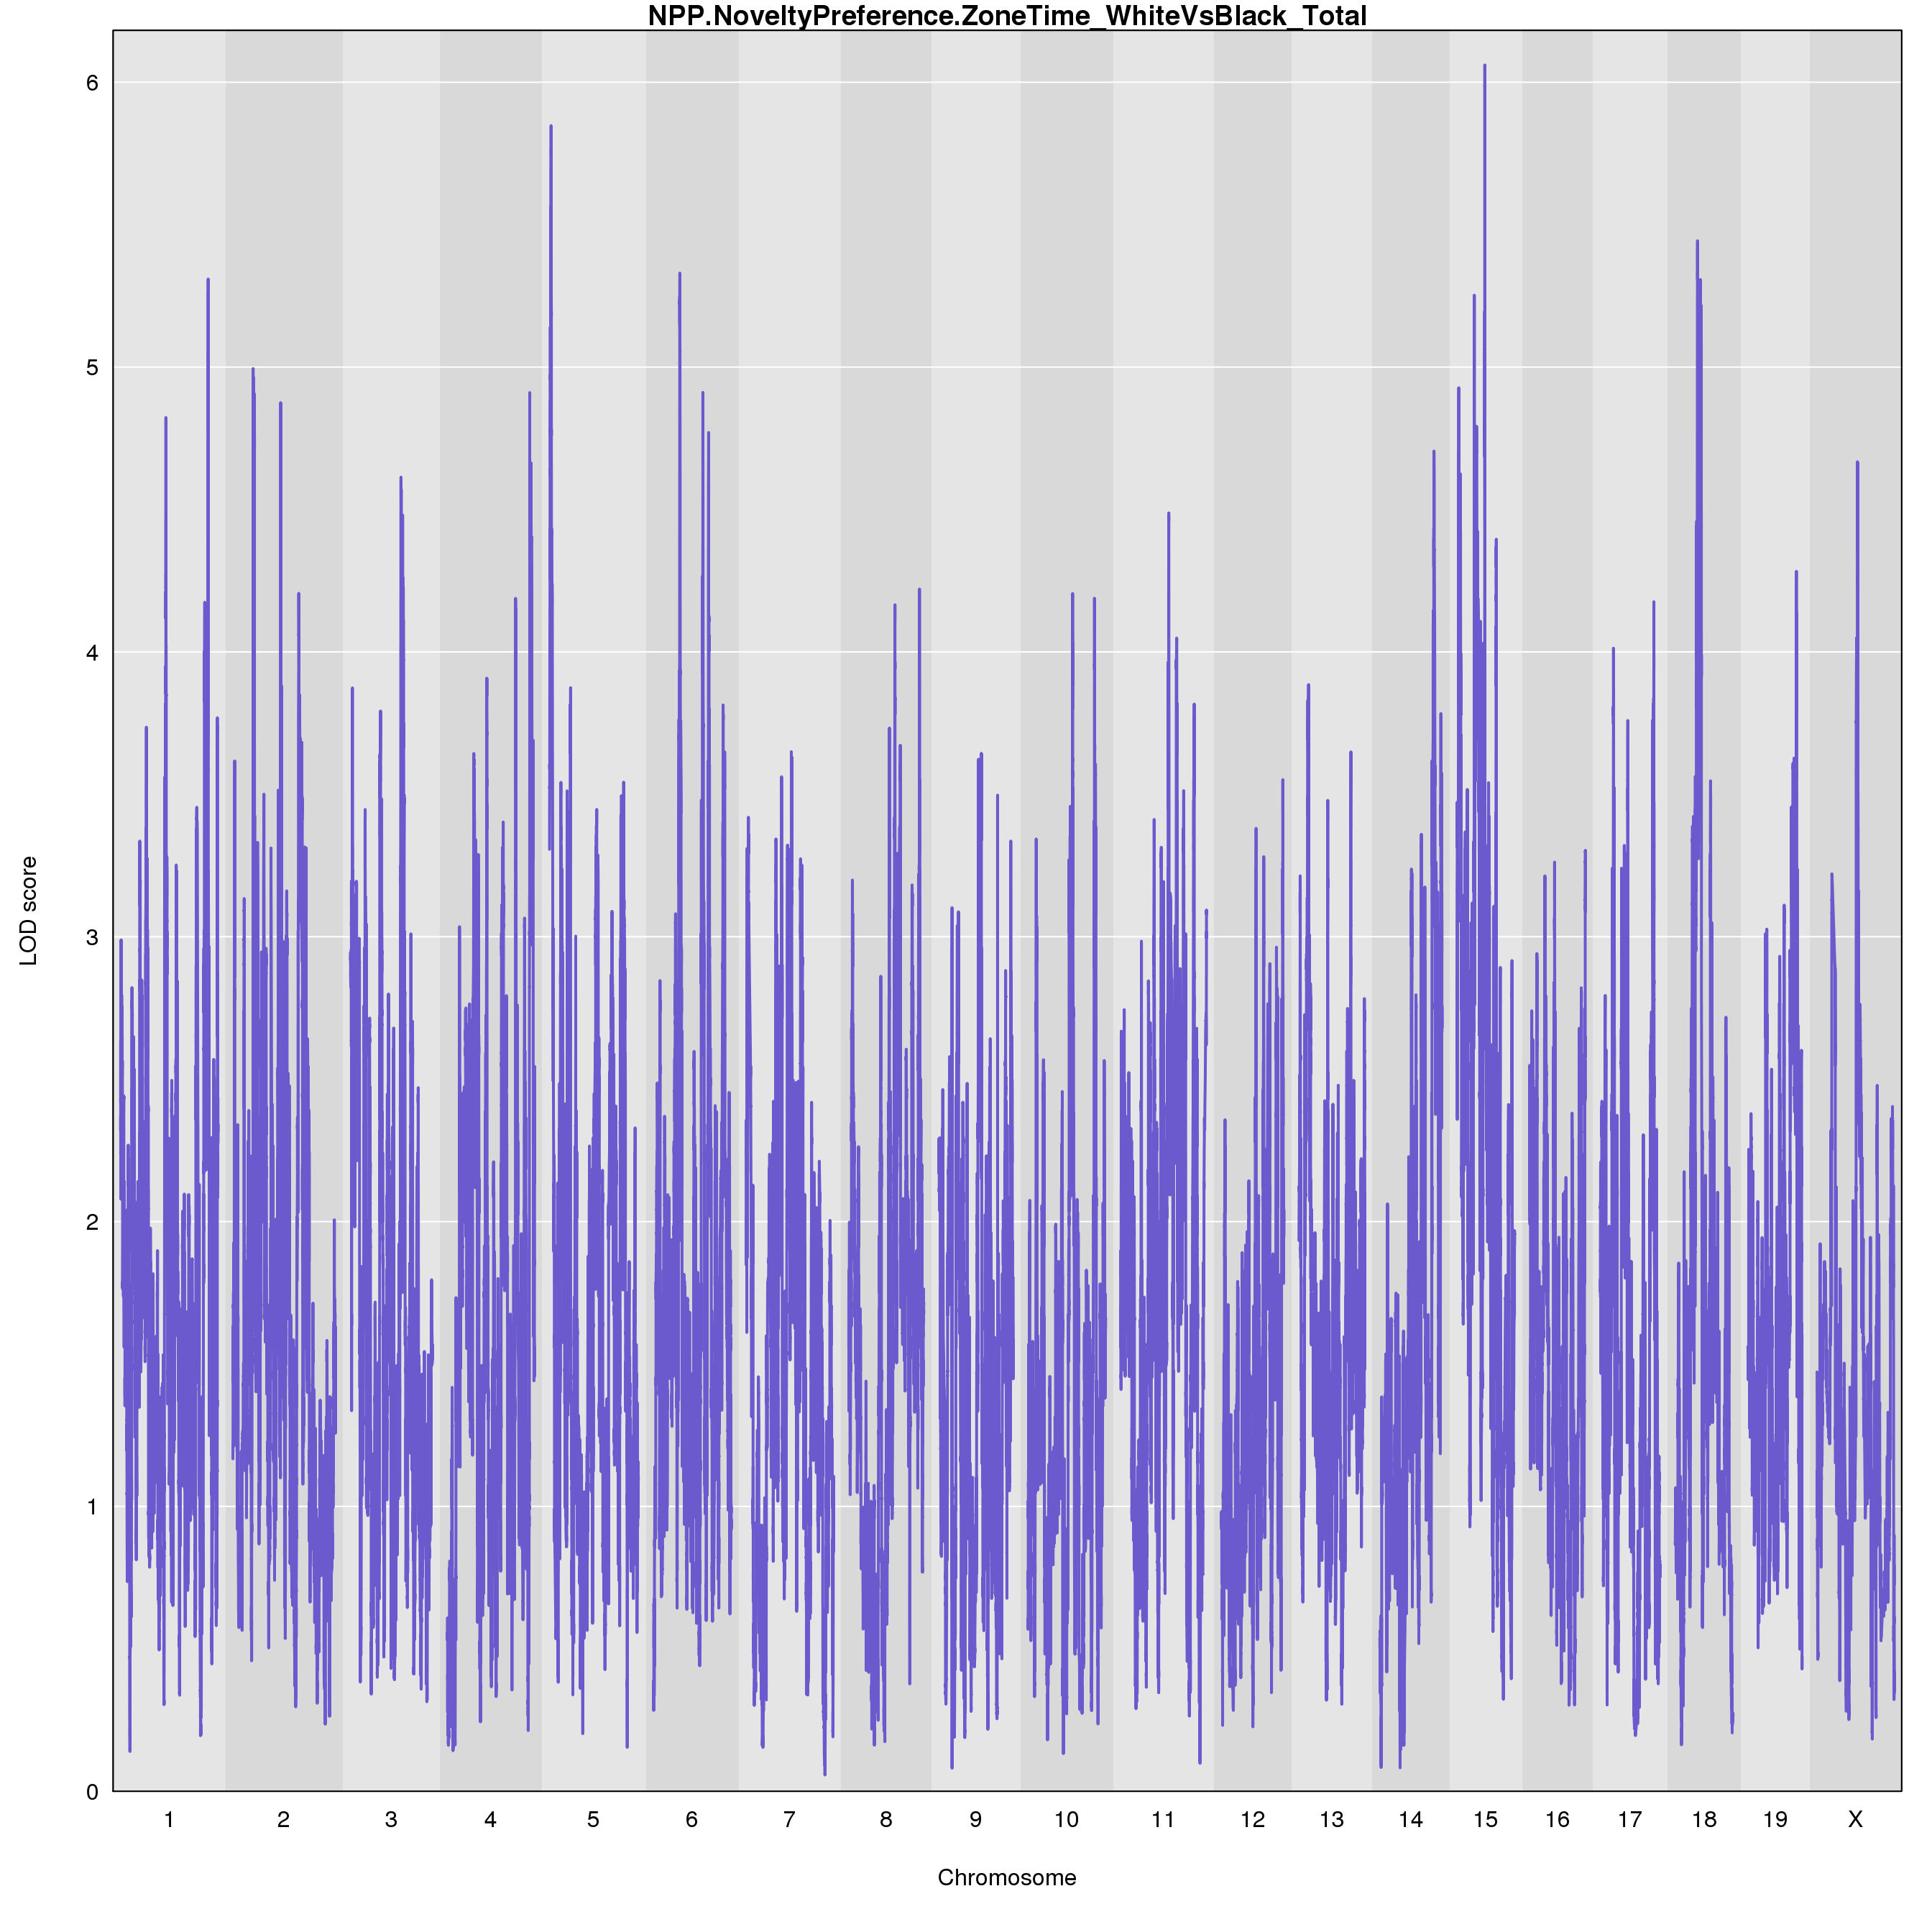 NPP.NoveltyPreference.ZoneTime_WhiteVsBlack_Total
6
5
4
3
2
1
0
LOD score
1 2 3 4 5 6 7 8 9 10 11 12 13 14 15 16 17 18 19 X
Chromosome